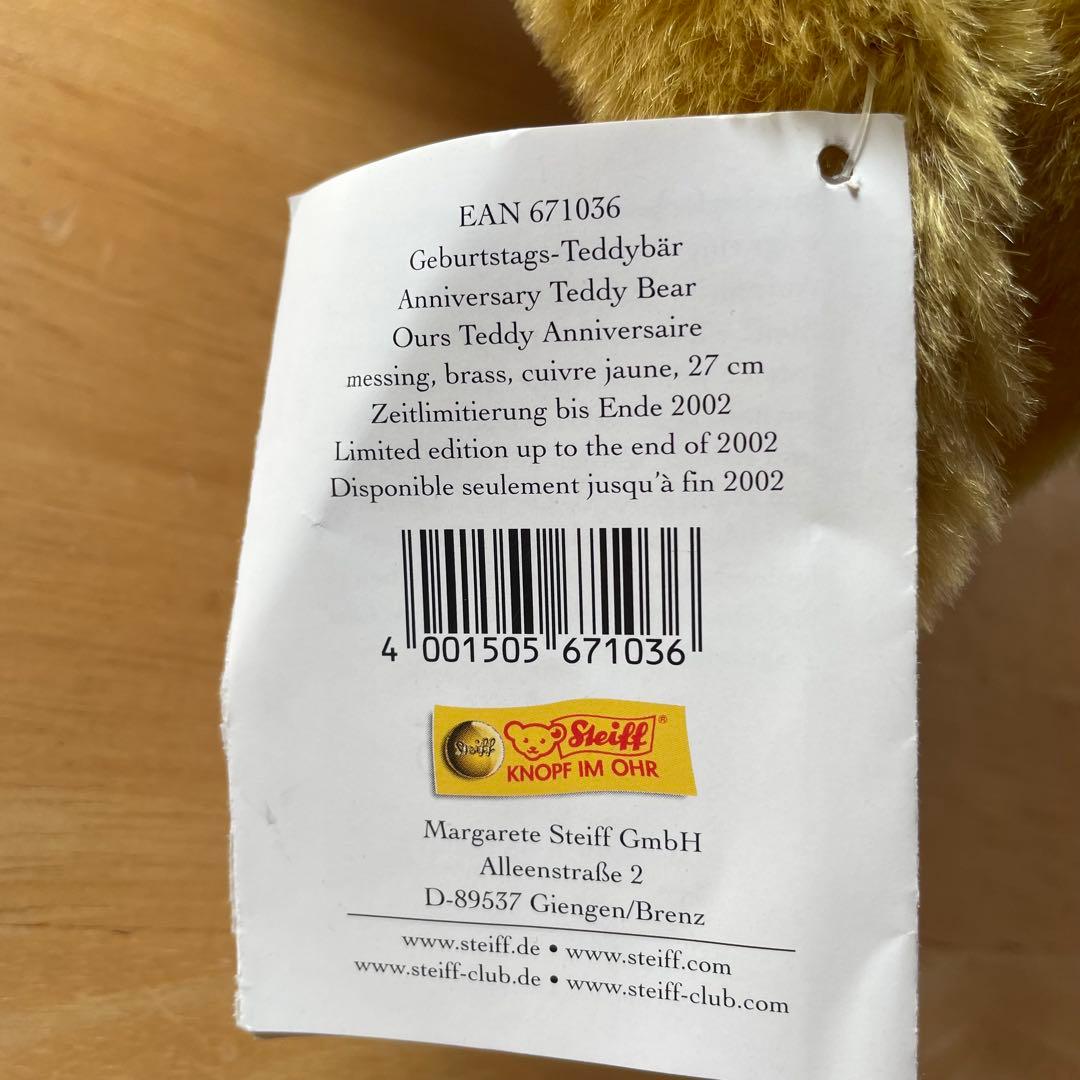 EAN 671036
Geburtstags-Teddybär
Anniversary Teddy Bear
Ours Teddy Anniversaire
messing, brass, cuivre jaune, 27 cm
Zeitlimitierung bis Ende 2002
Limited edition up to the end of 2002
Disponible seulement jusqu'à fin 2002
4 001505 671036
Steiff Steiff®
KNOPF IM OHR
Margarete Steiff GmbH
Alleenstraße 2
D-89537 Giengen/Brenz
www.steiff.de • www.steiff.com
www.steiff-club.de • www.steiff-club.com